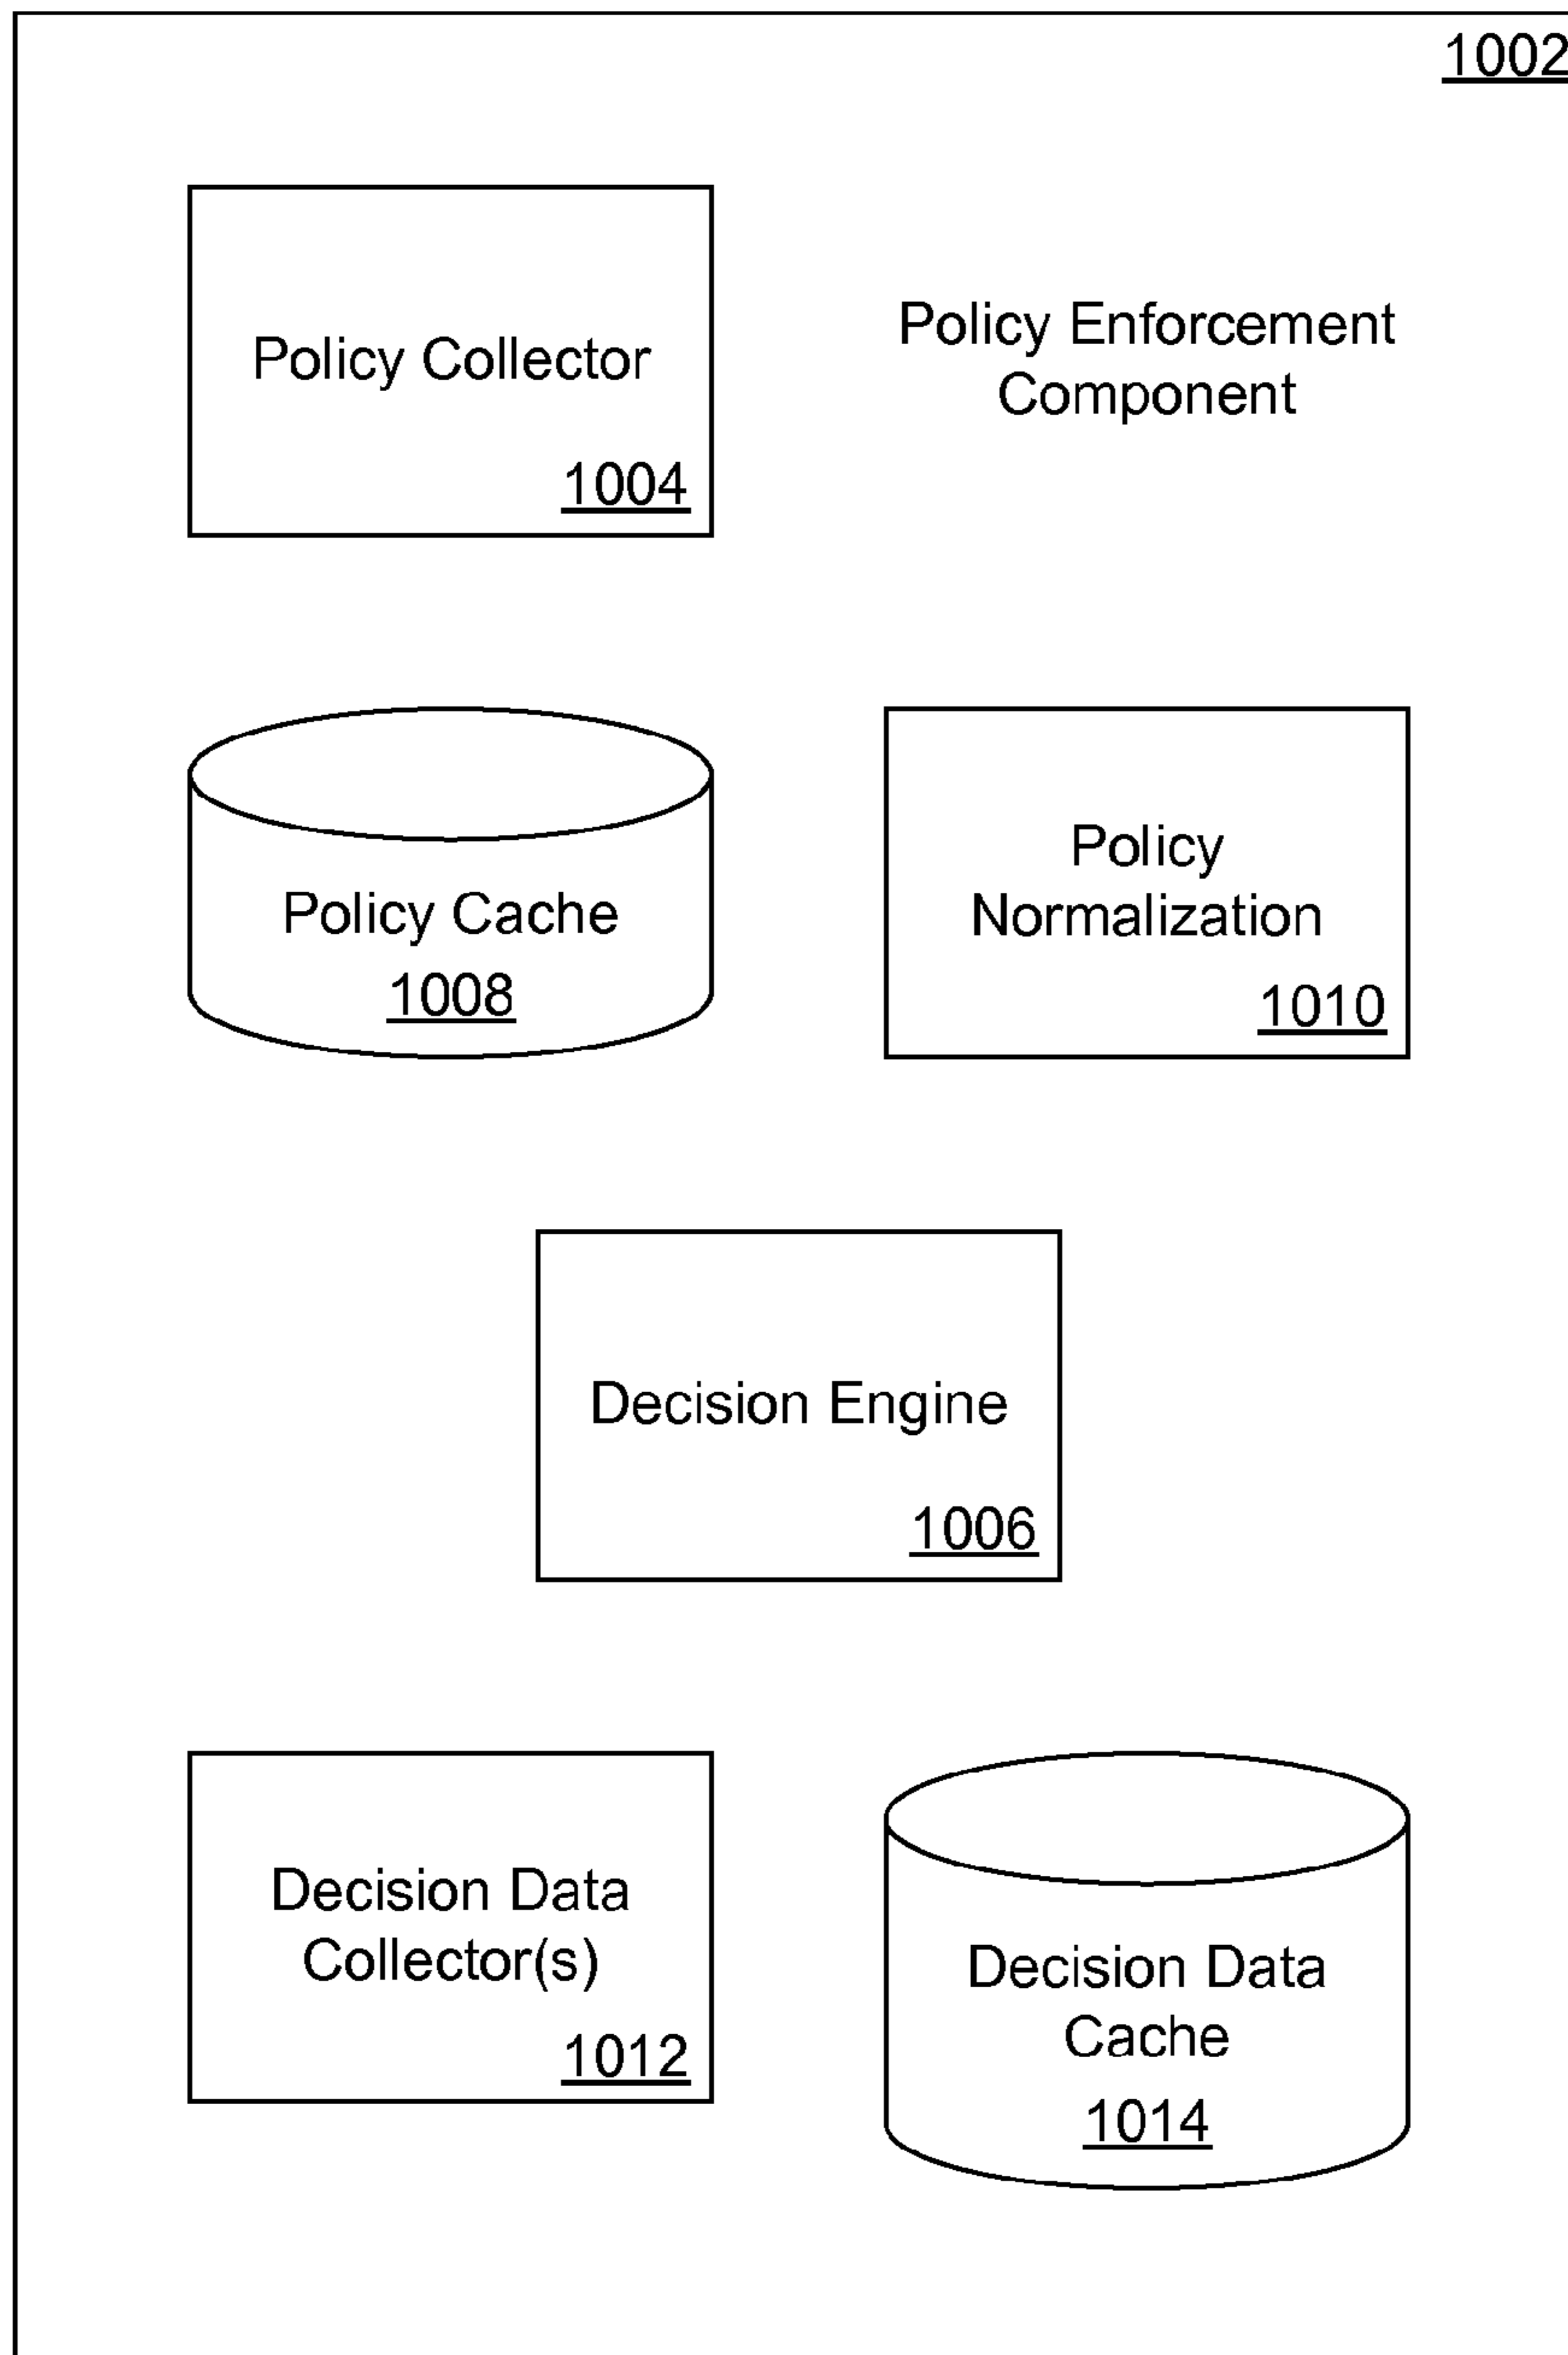 1002
Policy Collector
1004
Policy Enforcement
Component
Policy Cache
1008
Policy
Normalization
1010
Decision Engine
1006
Decision Data
Collector(s)
1012
Decision Data
Cache
1014